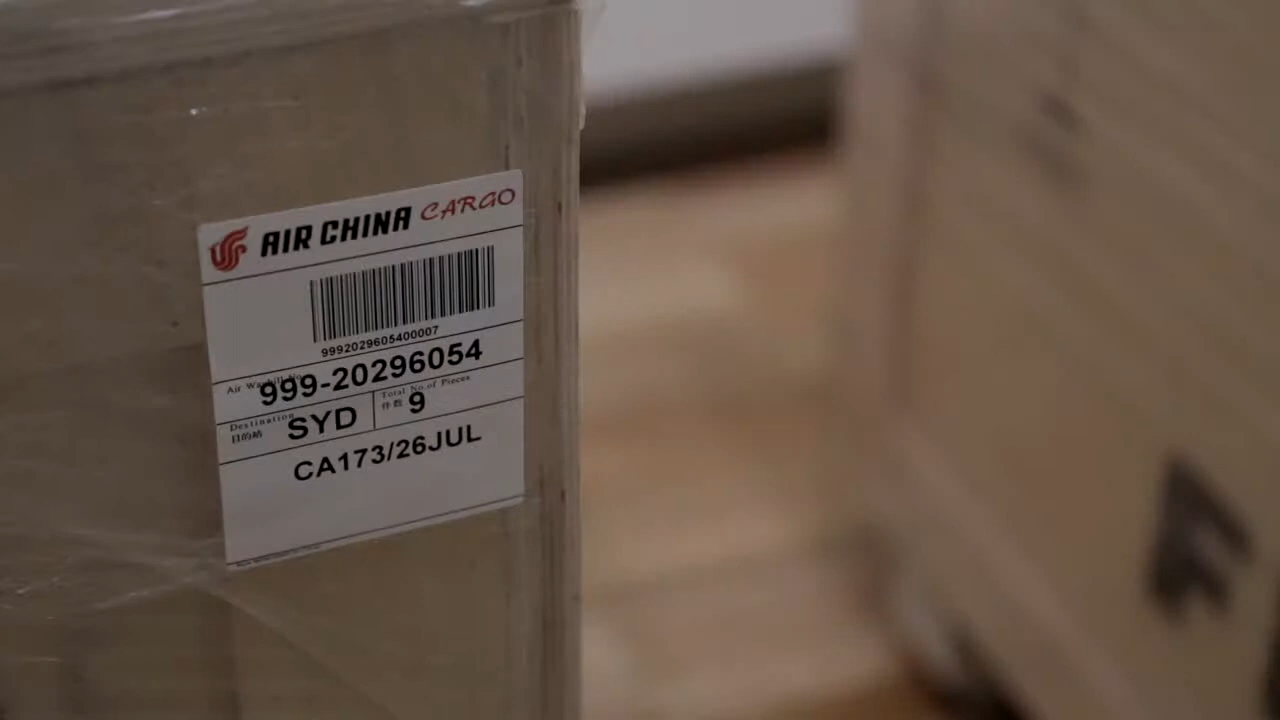 AIR CHINA CARGO
9992029605400007
Air Waybill No.
999-20296054
Destination
目的站
SYD
Total No. of Pieces
件数
9
CA173/26JUL